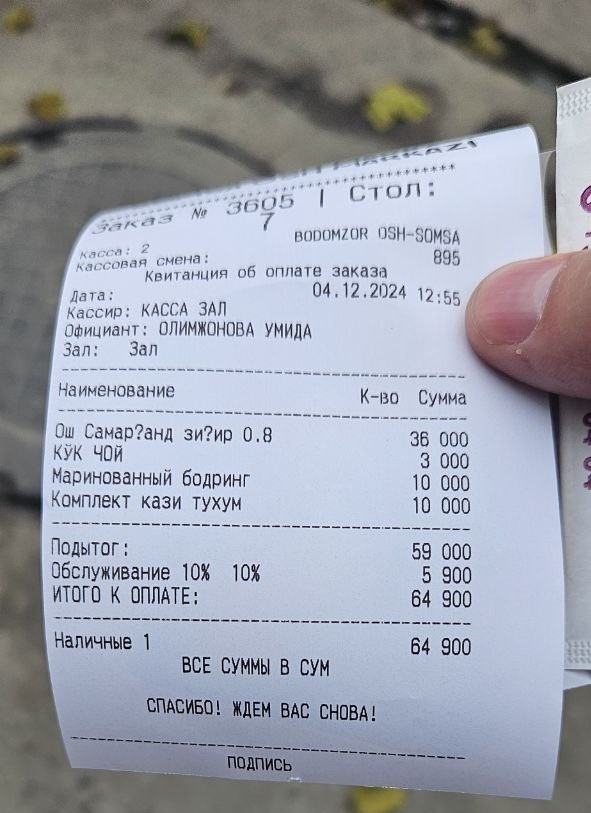 MARKAZI
Заказ № 3605 | Стол:
7
BODOMZOR OSH-SOMSA
Касса: 2
Кассовая смена: 895
Квитанция об оплате заказа
Дата: 04.12.2024 12:55
Кассир: КАССА ЗАЛ
Официант: ОЛИМЖОНОВА УМИДА
Зал: Зал
Наименование К-во Сумма
Ош Самар?анд зи?ир 0.8 36 000
КЎК ЧОЙ 3 000
Маринованный бодринг 10 000
Комплект кази тухум 10 000
Подытог: 59 000
Обслуживание 10% 10% 5 900
ИТОГО К ОПЛАТЕ: 64 900
Наличные 1 64 900
ВСЕ СУММЫ В СУМ
СПАСИБО! ЖДЕМ ВАС СНОВА!
ПОДПИСЬ